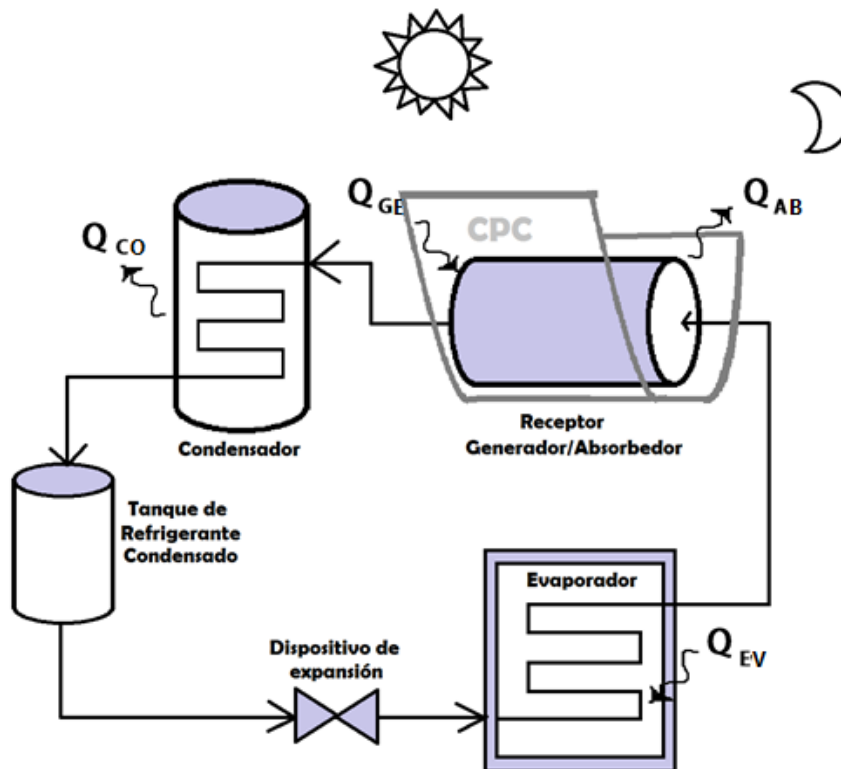 Q GE
Q AB
CPC
Q CO
Receptor
Generador/Absorbedor
Condensador
Tanque de
Refrigerante
Condensado
Evaporador
Dispositivo de
expansión
Q EV